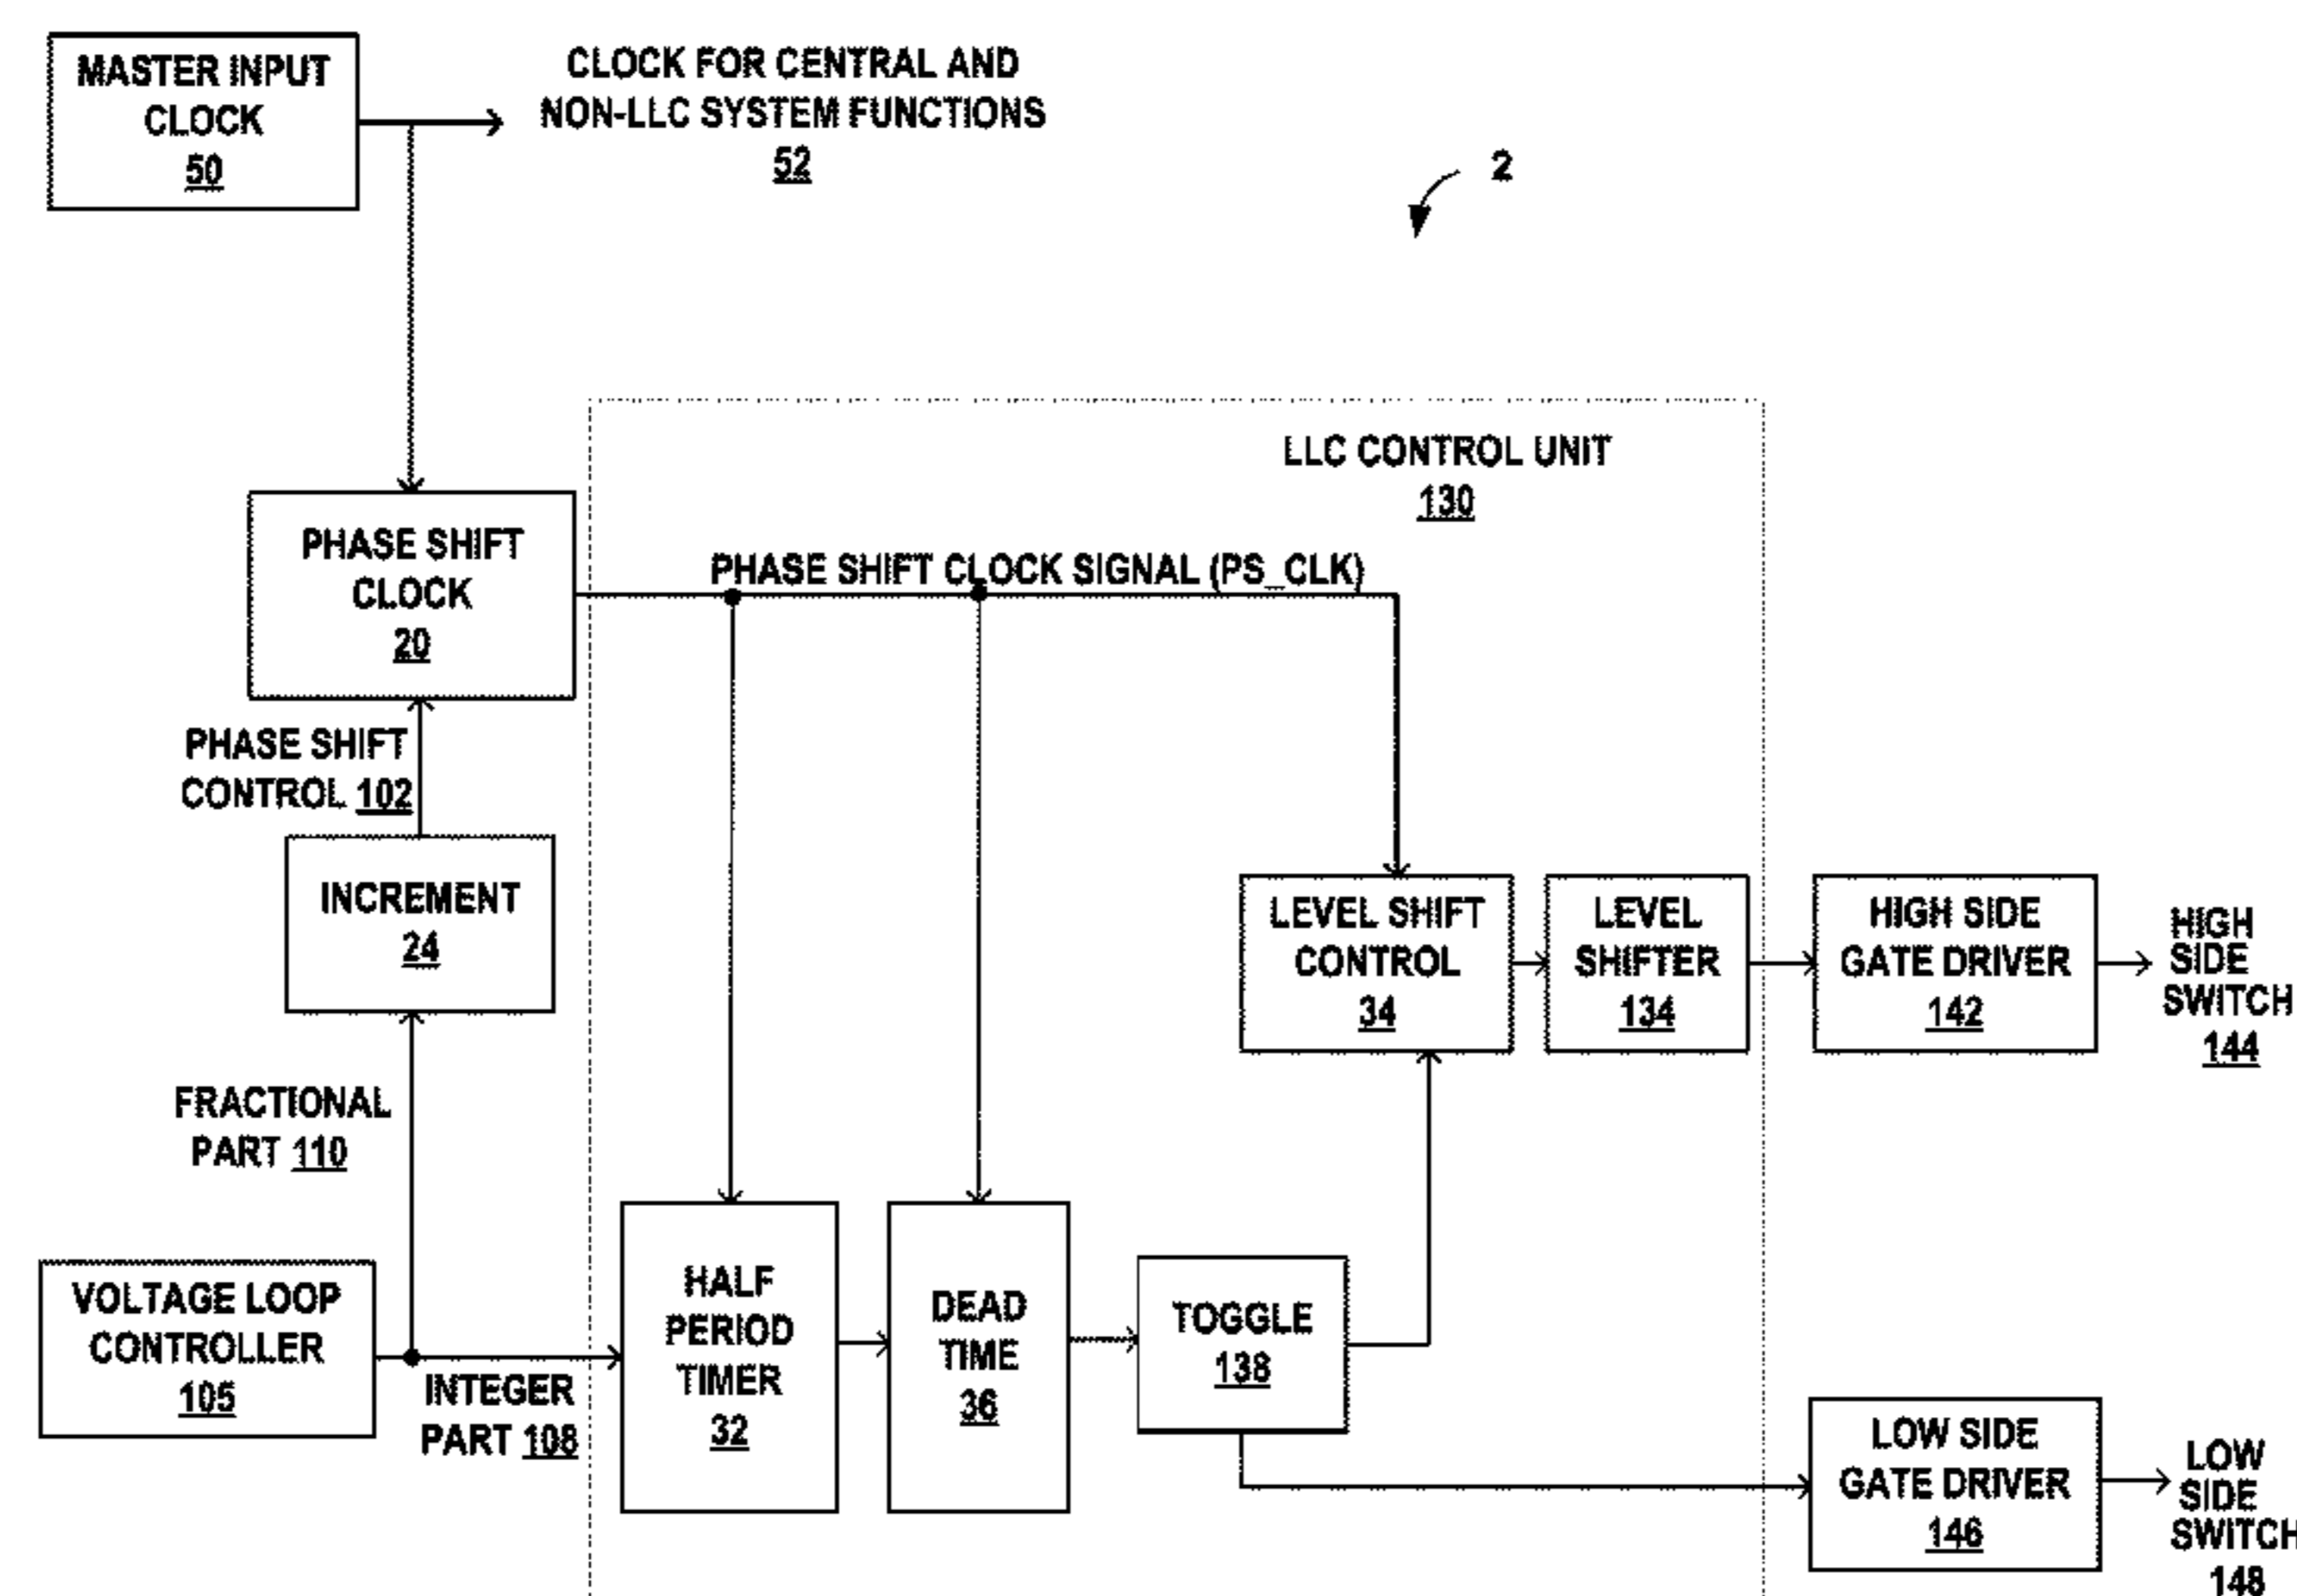 MASTER INPUT
CLOCK
50
CLOCK FOR CENTRAL AND
NON-LLC SYSTEM FUNCTIONS
52
2
LLC CONTROL UNIT
130
PHASE SHIFT
CLOCK
20
PHASE SHIFT CLOCK SIGNAL (PS_CLK)
PHASE SHIFT
CONTROL 102
INCREMENT
24
LEVEL SHIFT
CONTROL
34
LEVEL
SHIFTER
134
HIGH SIDE
GATE DRIVER
142
HIGH
SIDE
SWITCH
144
FRACTIONAL
PART 110
VOLTAGE LOOP
CONTROLLER
105
INTEGER
PART 108
HALF
PERIOD
TIMER
32
DEAD
TIME
36
TOGGLE
138
LOW SIDE
GATE DRIVER
146
LOW
SIDE
SWITCH
148